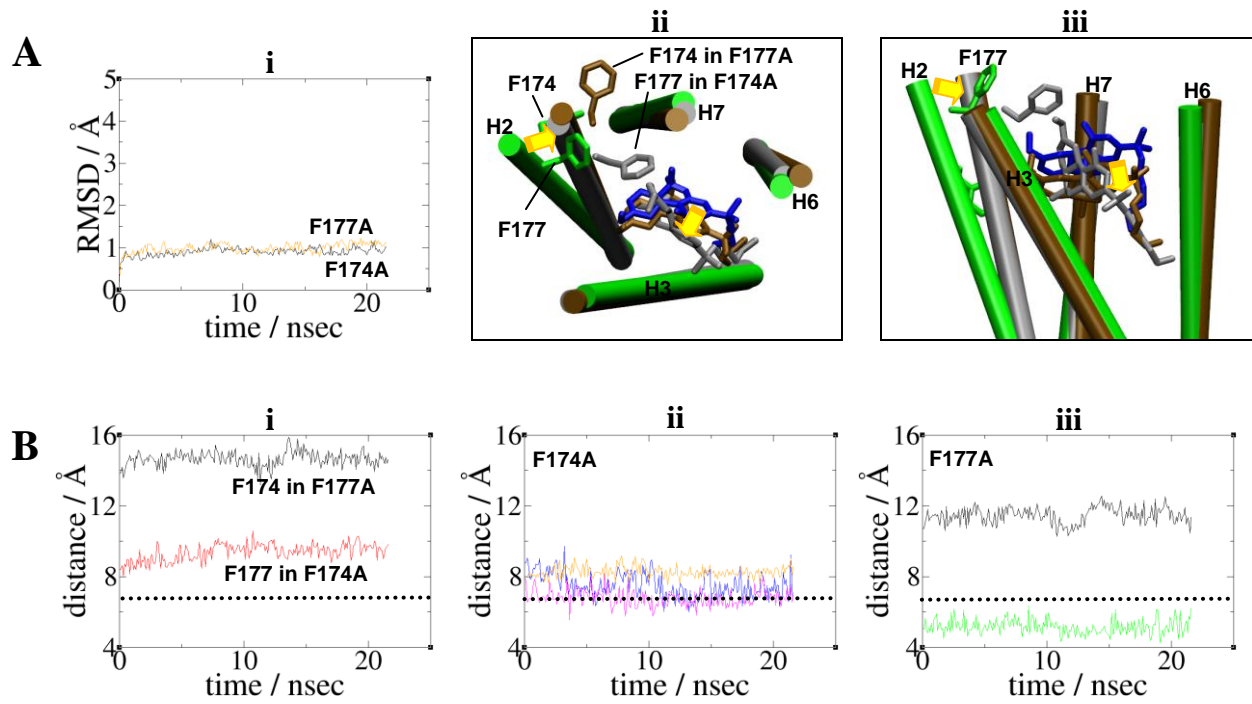 A
i
RMSD / Å
5
4
3
2
1
0
F177A
F174A
0 10 20
time / nsec
ii
F174 in F177A
F174
F177 in F174A
H2
H7
H6
F177
H3
iii
H2
F177
H7
H6
H3
B
i
distance / Å
16
12
8
4
F174 in F177A
F177 in F174A
0 10 20
time / nsec
ii
distance / Å
16
12
8
4
F174A
0 10 20
time / nsec
iii
distance / Å
16
12
8
4
F177A
0 10 20
time / nsec